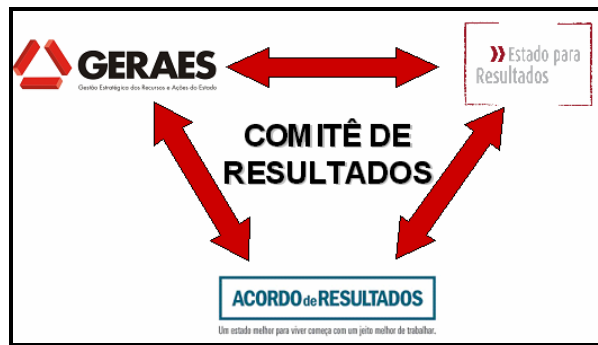 GERAES
Gestão Estratégica dos Recursos e Ações do Estado
Estado para
Resultados
COMITÊ DE
RESULTADOS
ACORDO de RESULTADOS
Um estado melhor para viver começa com um jeito melhor de trabalhar.